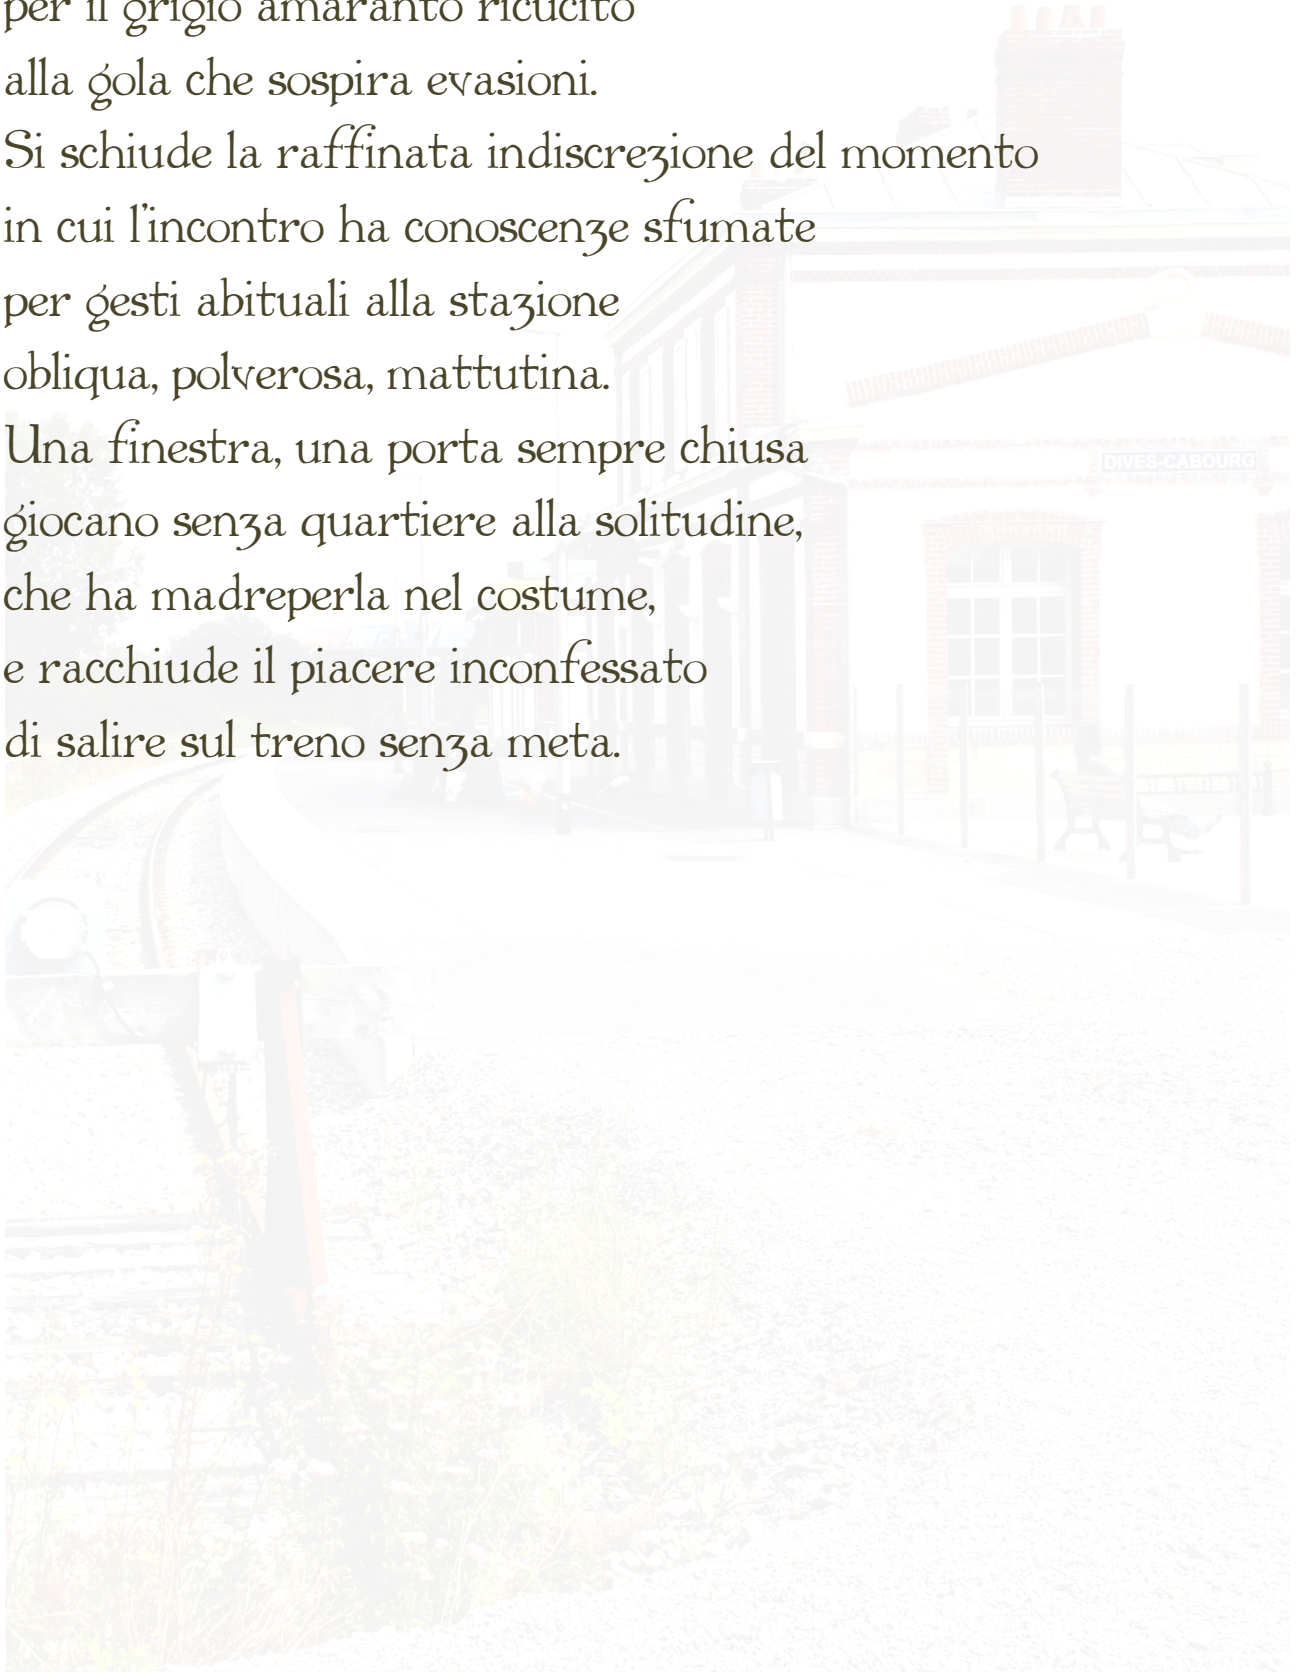 per il grigio amaranto ricucito
alla gola che sospira evasioni.
Si schiude la raffinata indiscrezione del momento
in cui l'incontro ha conoscenze sfumate
per gesti abituali alla stazione
obliqua, polverosa, mattutina.
Una finestra, una porta sempre chiusa
DIVES-CABOURG
giocano senza quartiere alla solitudine,
che ha madreperla nel costume,
e racchiude il piacere inconfessato
di salire sul treno senza meta.